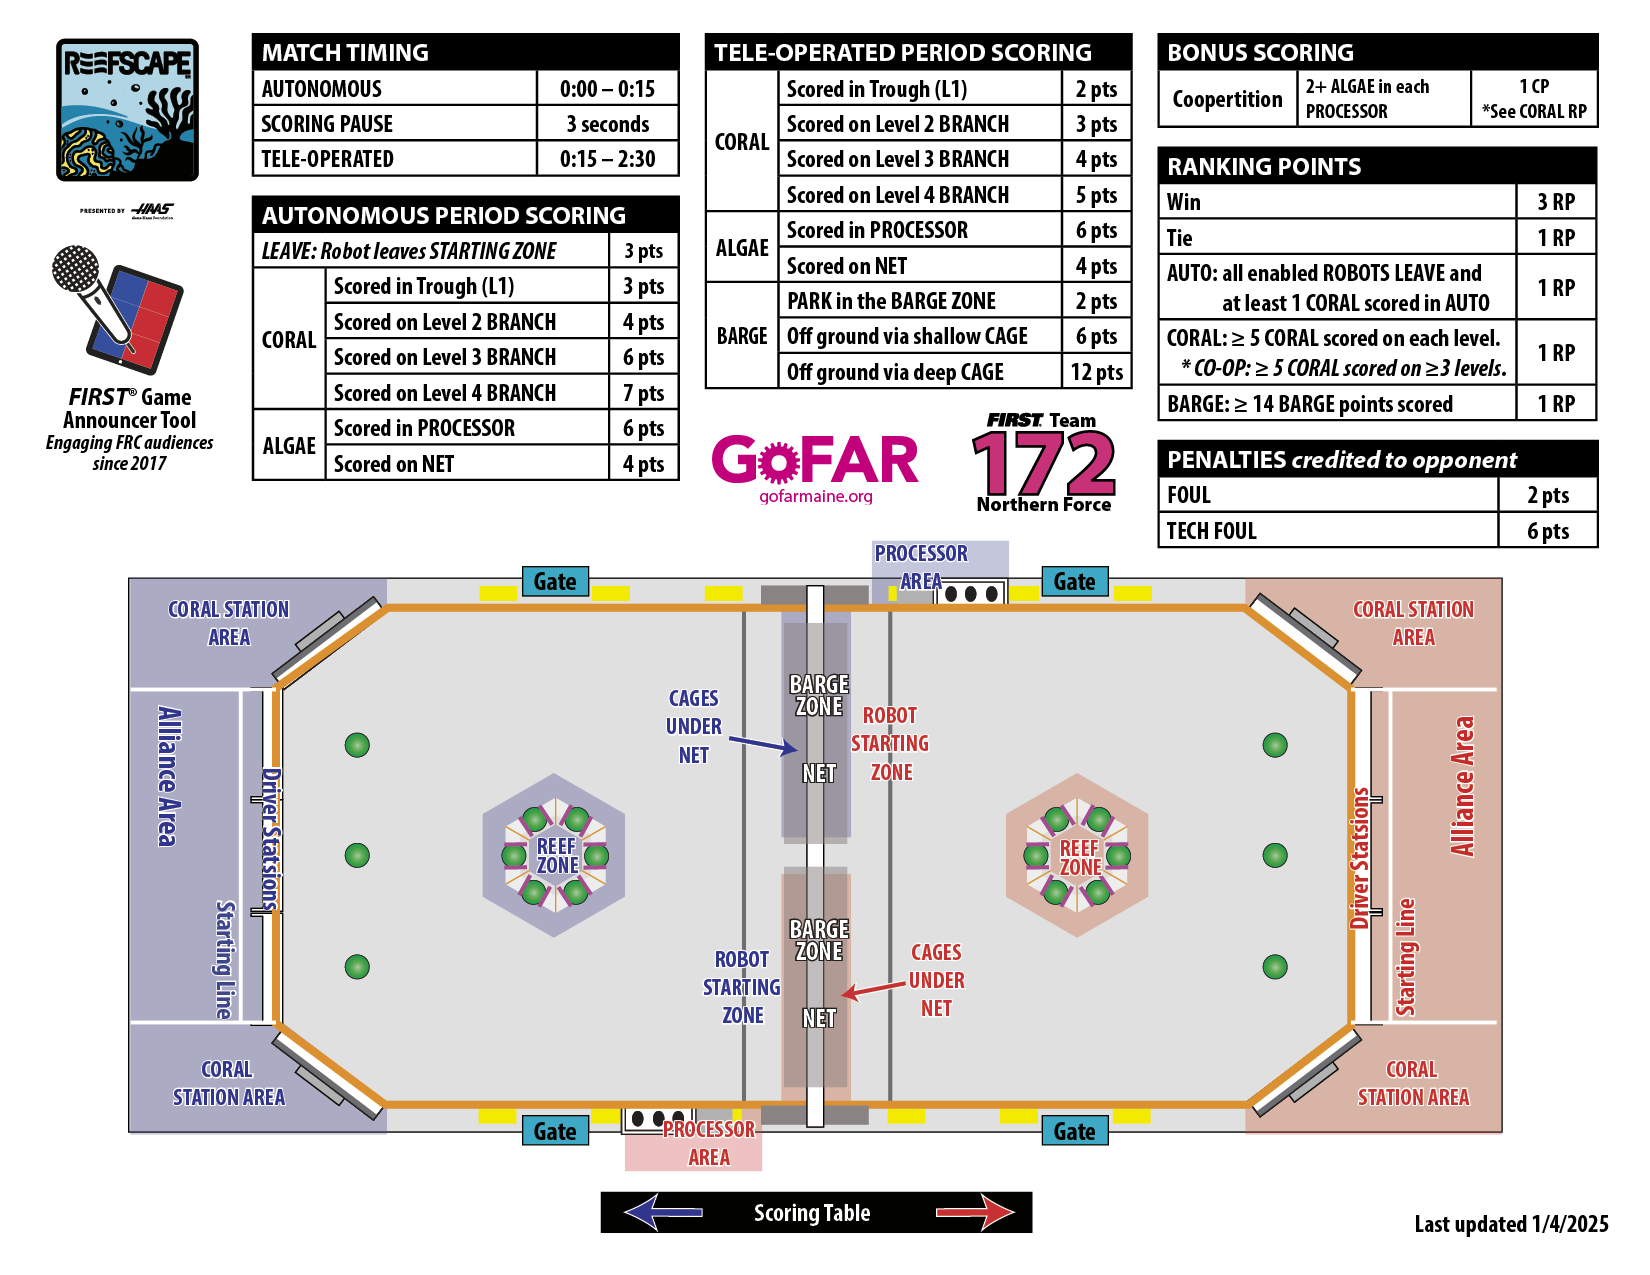 REEFSCAPE
PRESENTED BY HAAS
Gene Haas Foundation
FIRST® Game
Announcer Tool
Engaging FRC audiences
since 2017
MATCH TIMING
AUTONOMOUS 0:00 – 0:15
SCORING PAUSE 3 seconds
TELE-OPERATED 0:15 – 2:30
AUTONOMOUS PERIOD SCORING
LEAVE: Robot leaves STARTING ZONE 3 pts
CORAL
Scored in Trough (L1) 3 pts
Scored on Level 2 BRANCH 4 pts
Scored on Level 3 BRANCH 6 pts
Scored on Level 4 BRANCH 7 pts
ALGAE
Scored in PROCESSOR 6 pts
Scored on NET 4 pts
TELE-OPERATED PERIOD SCORING
CORAL
Scored in Trough (L1) 2 pts
Scored on Level 2 BRANCH 3 pts
Scored on Level 3 BRANCH 4 pts
Scored on Level 4 BRANCH 5 pts
ALGAE
Scored in PROCESSOR 6 pts
Scored on NET 4 pts
BARGE
PARK in the BARGE ZONE 2 pts
Off ground via shallow CAGE 6 pts
Off ground via deep CAGE 12 pts
GOFAR
gofarmaine.org
FIRST Team
172
Northern Force
BONUS SCORING
Coopertition
2+ ALGAE in each
PROCESSOR
1 CP
*See CORAL RP
RANKING POINTS
Win 3 RP
Tie 1 RP
AUTO: all enabled ROBOTS LEAVE and
at least 1 CORAL scored in AUTO
1 RP
CORAL: ≥ 5 CORAL scored on each level.
* CO-OP: ≥ 5 CORAL scored on ≥3 levels.
1 RP
BARGE: ≥ 14 BARGE points scored 1 RP
PENALTIES credited to opponent
FOUL 2 pts
TECH FOUL 6 pts
PROCESSOR
AREA
Gate
Gate
CORAL STATION
AREA
CORAL STATION
AREA
Alliance Area
Driver Statsions
Starting Line
CAGES
UNDER
NET
BARGE
ZONE
NET
ROBOT
STARTING
ZONE
REEF
ZONE
REEF
ZONE
Driver Statsions
Alliance Area
Starting Line
ROBOT
STARTING
ZONE
BARGE
ZONE
NET
CAGES
UNDER
NET
CORAL
STATION AREA
CORAL
STATION AREA
Gate
PROCESSOR
AREA
Gate
Scoring Table
Last updated 1/4/2025